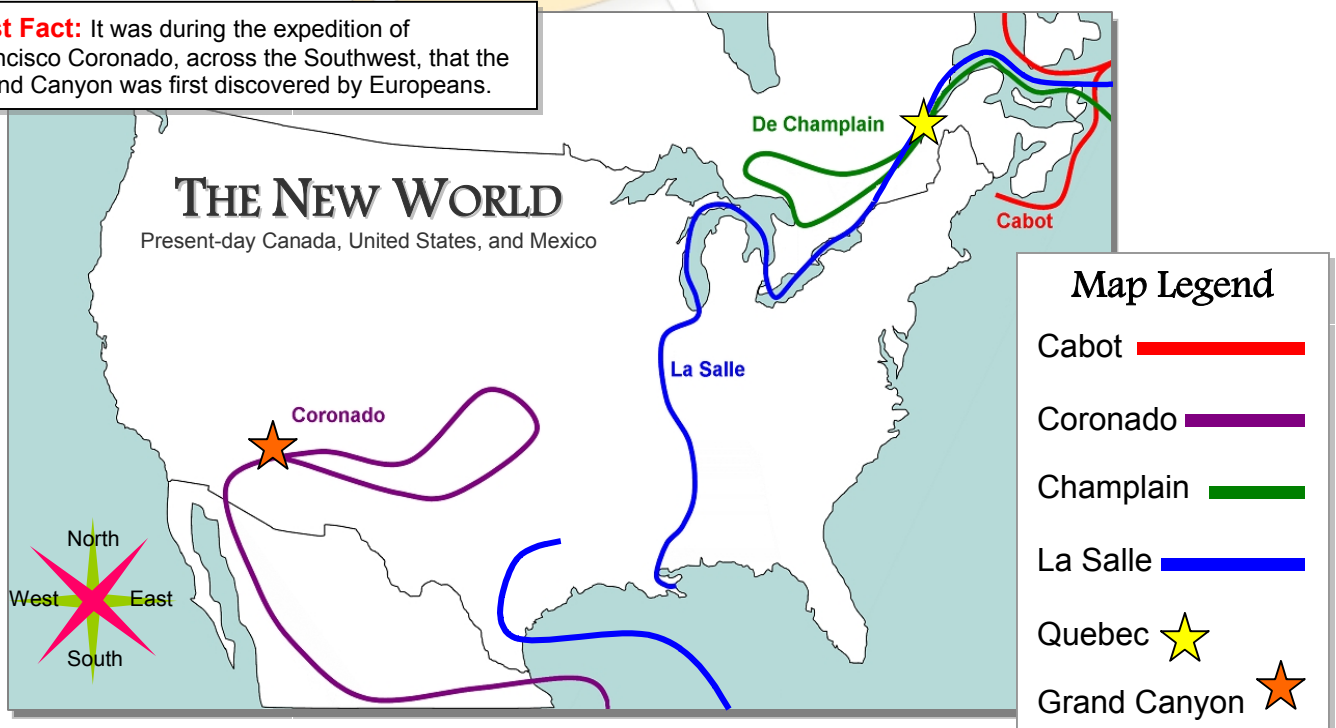 st Fact: It was during the expedition of
ncisco Coronado, across the Southwest, that the
nd Canyon was first discovered by Europeans.
De Champlain
THE NEW WORLD
Present-day Canada, United States, and Mexico
Cabot
La Salle
Coronado
North
West
East
South
Map Legend
Cabot
Coronado
Champlain
La Salle
Quebec
Grand Canyon